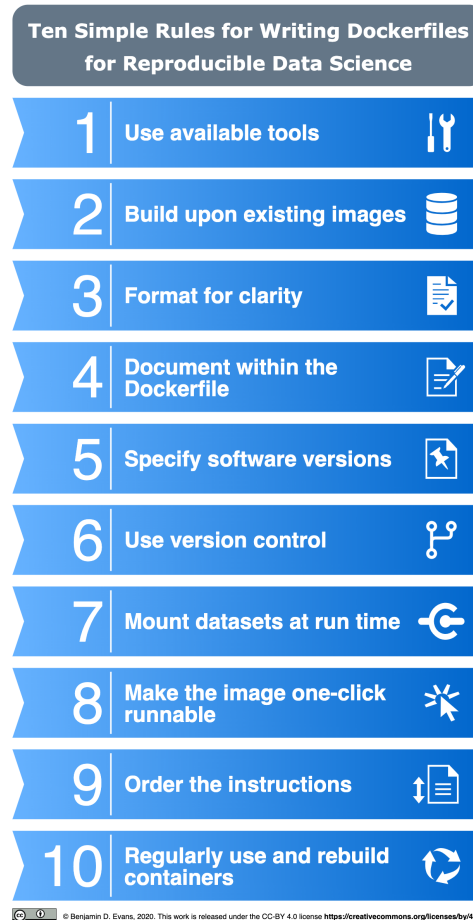 Ten Simple Rules for Writing Dockerfiles
for Reproducible Data Science
1
Use available tools
2
Build upon existing images
3
Format for clarity
4
Document within the
Dockerfile
5
Specify software versions
6
Use version control
7
Mount datasets at run time
8
Make the image one-click
runnable
9
Order the instructions
10
Regularly use and rebuild
containers
© Benjamin D. Evans, 2020. This work is released under the CC-BY 4.0 license https://creativecommons.org/licenses/by/4